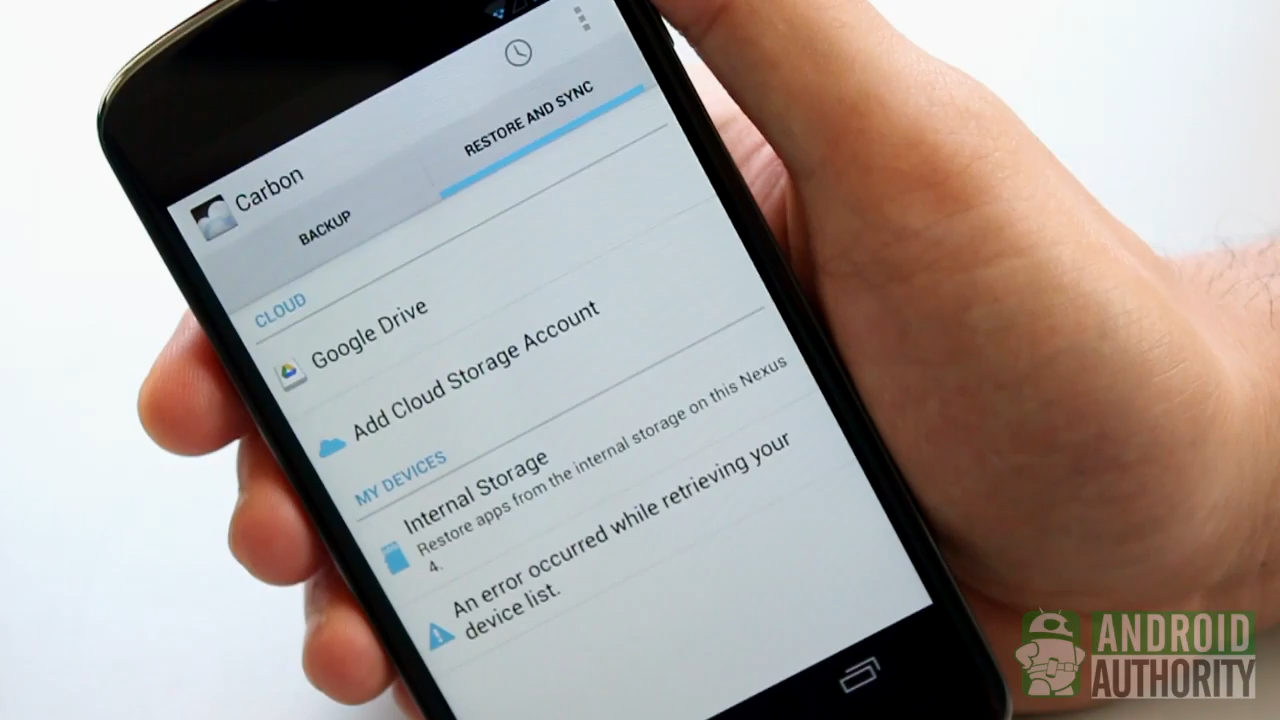 Carbon
BACKUP
RESTORE AND SYNC
CLOUD
Google Drive
Add Cloud Storage Account
MY DEVICES
Internal Storage
Restore apps from the internal storage on this Nexus
4.
An error occurred while retrieving your
device list.
ANDROID
AUTHORITY